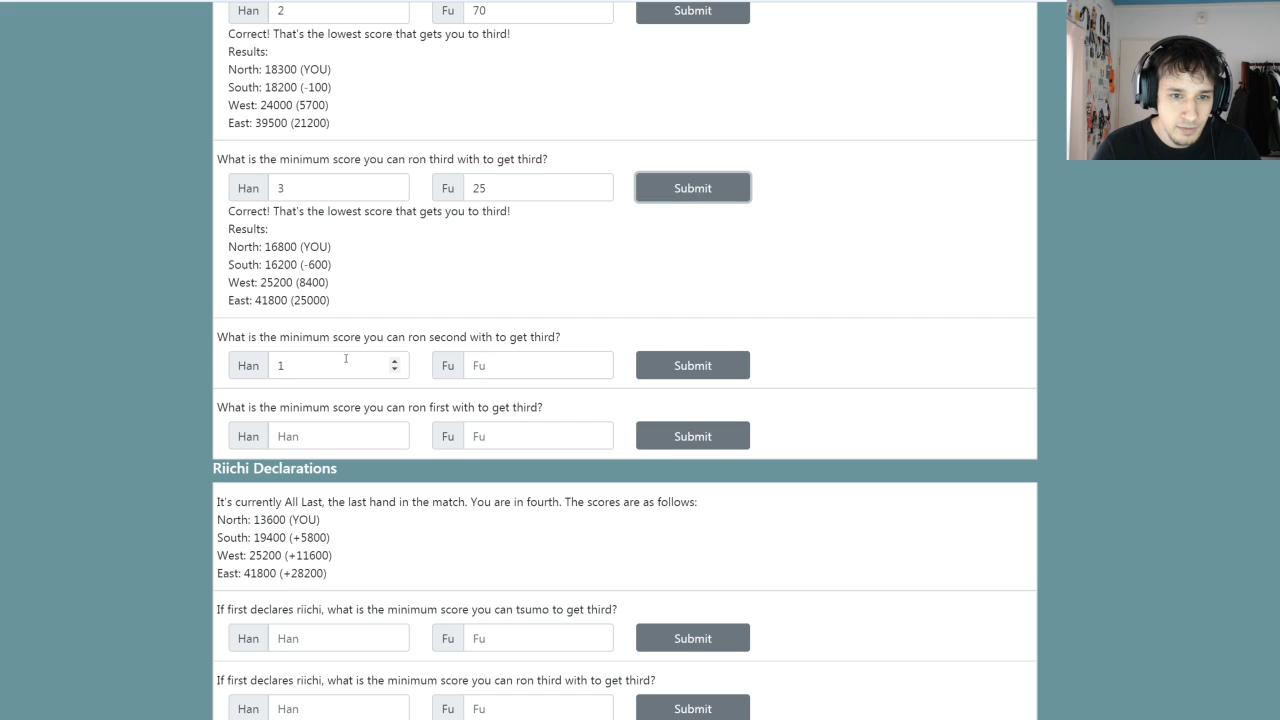 Han 2 Fu 70 Submit
Correct! That's the lowest score that gets you to third!
Results:
North: 18300 (YOU)
South: 18200 (-100)
West: 24000 (5700)
East: 39500 (21200)
What is the minimum score you can ron third with to get third?
Han 3 Fu 25 Submit
Correct! That's the lowest score that gets you to third!
Results:
North: 16800 (YOU)
South: 16200 (-600)
West: 25200 (8400)
East: 41800 (25000)
What is the minimum score you can ron second with to get third?
Han 1 Fu Fu Submit
What is the minimum score you can ron first with to get third?
Han Han Fu Fu Submit
Riichi Declarations
It's currently All Last, the last hand in the match. You are in fourth. The scores are as follows:
North: 13600 (YOU)
South: 19400 (+5800)
West: 25200 (+11600)
East: 41800 (+28200)
If first declares riichi, what is the minimum score you can tsumo to get third?
Han Han Fu Fu Submit
If first declares riichi, what is the minimum score you can ron third with to get third?
Han Han Fu Fu Submit